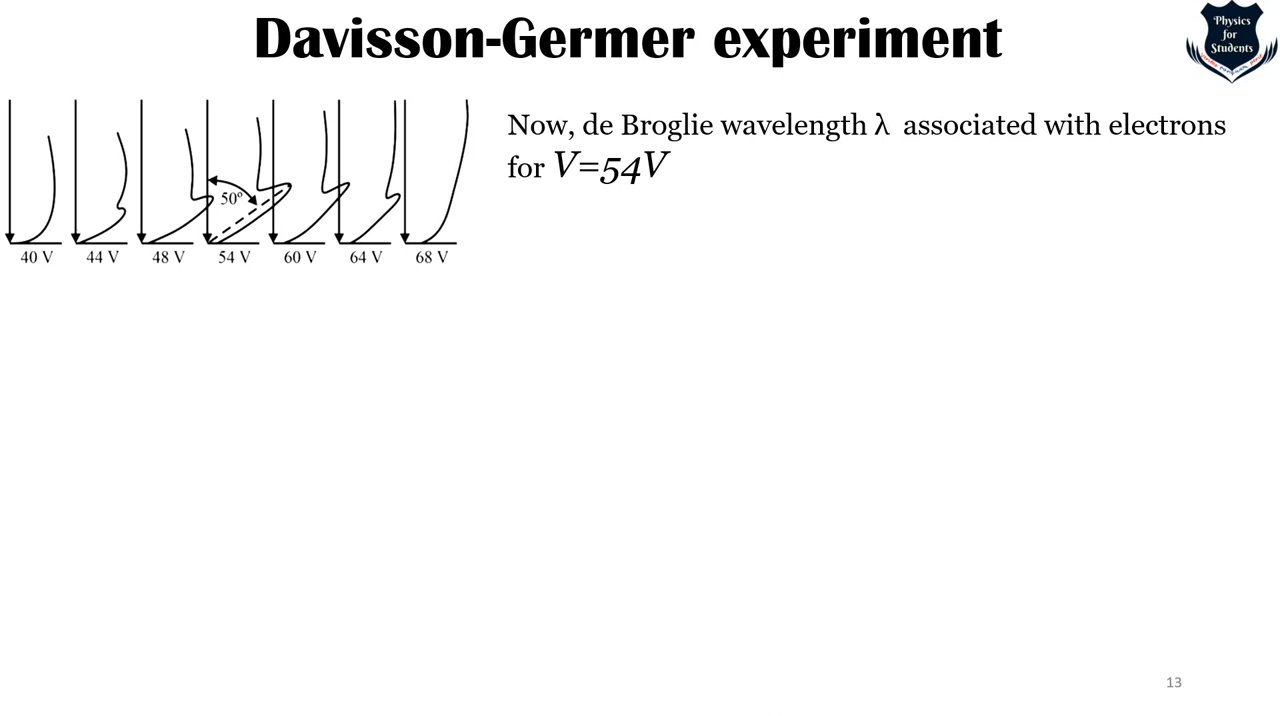 Davisson-Germer experiment
Physics
for
Students
Now, de Broglie wavelength λ associated with electrons
for V=54V
50°
40 V 44 V 48 V 54 V 60 V 64 V 68 V
13